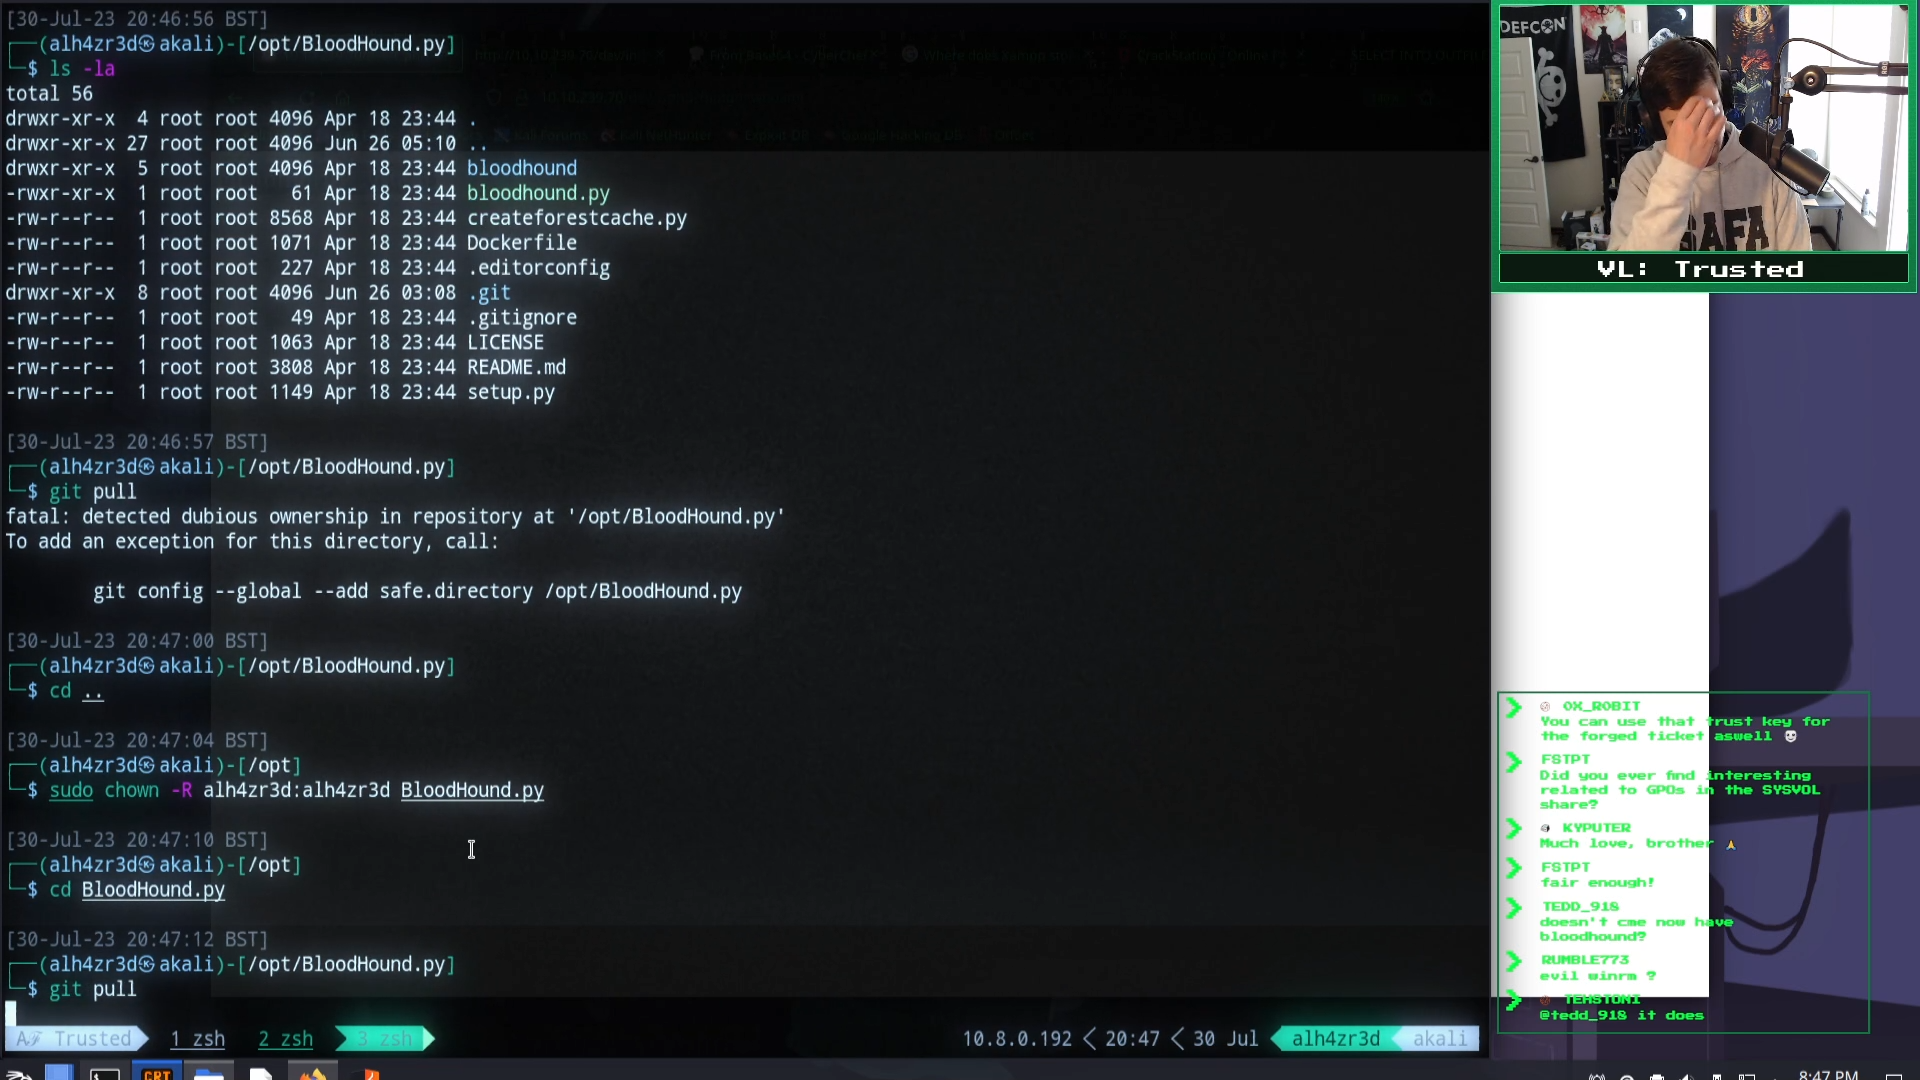 [30-Jul-23 20:46:56 BST]
┌──(alh4zr3d㉿akali)-[/opt/BloodHound.py]
└─$ ls -la
total 56
drwxr-xr-x  4 root root 4096 Apr 18 23:44 .
drwxr-xr-x 27 root root 4096 Jun 26 05:10 ..
drwxr-xr-x  5 root root 4096 Apr 18 23:44 bloodhound
-rwxr-xr-x  1 root root   61 Apr 18 23:44 bloodhound.py
-rw-r--r--  1 root root 8568 Apr 18 23:44 createforestcache.py
-rw-r--r--  1 root root 1071 Apr 18 23:44 Dockerfile
-rw-r--r--  1 root root  227 Apr 18 23:44 .editorconfig
drwxr-xr-x  8 root root 4096 Jun 26 03:08 .git
-rw-r--r--  1 root root   49 Apr 18 23:44 .gitignore
-rw-r--r--  1 root root 1063 Apr 18 23:44 LICENSE
-rw-r--r--  1 root root 3808 Apr 18 23:44 README.md
-rw-r--r--  1 root root 1149 Apr 18 23:44 setup.py
[30-Jul-23 20:46:57 BST]
┌──(alh4zr3d㉿akali)-[/opt/BloodHound.py]
└─$ git pull
fatal: detected dubious ownership in repository at '/opt/BloodHound.py'
To add an exception for this directory, call:
git config --global --add safe.directory /opt/BloodHound.py
[30-Jul-23 20:47:00 BST]
┌──(alh4zr3d㉿akali)-[/opt/BloodHound.py]
└─$ cd ..
[30-Jul-23 20:47:04 BST]
┌──(alh4zr3d㉿akali)-[/opt]
└─$ sudo chown -R alh4zr3d:alh4zr3d BloodHound.py
[30-Jul-23 20:47:10 BST]
┌──(alh4zr3d㉿akali)-[/opt]
└─$ cd BloodHound.py
[30-Jul-23 20:47:12 BST]
┌──(alh4zr3d㉿akali)-[/opt/BloodHound.py]
└─$ git pull
Trusted 1 zsh 2 zsh 3 zsh 10.8.0.192 20:47 30 Jul alh4zr3d akali
8:47 PM
DEFCON
VL: Trusted
0X_R0BIT
You can use that trust key for
the forged ticket aswell
FSTPT
Did you ever find interesting
related to GPOs in the SYSVOL
share?
KYPUTER
Much love, brother
FSTPT
fair enough!
TEDD_918
doesn't cme now have
bloodhound?
RUMBLE773
evil winrm ?
TEHSTONI
@tedd_918 it does